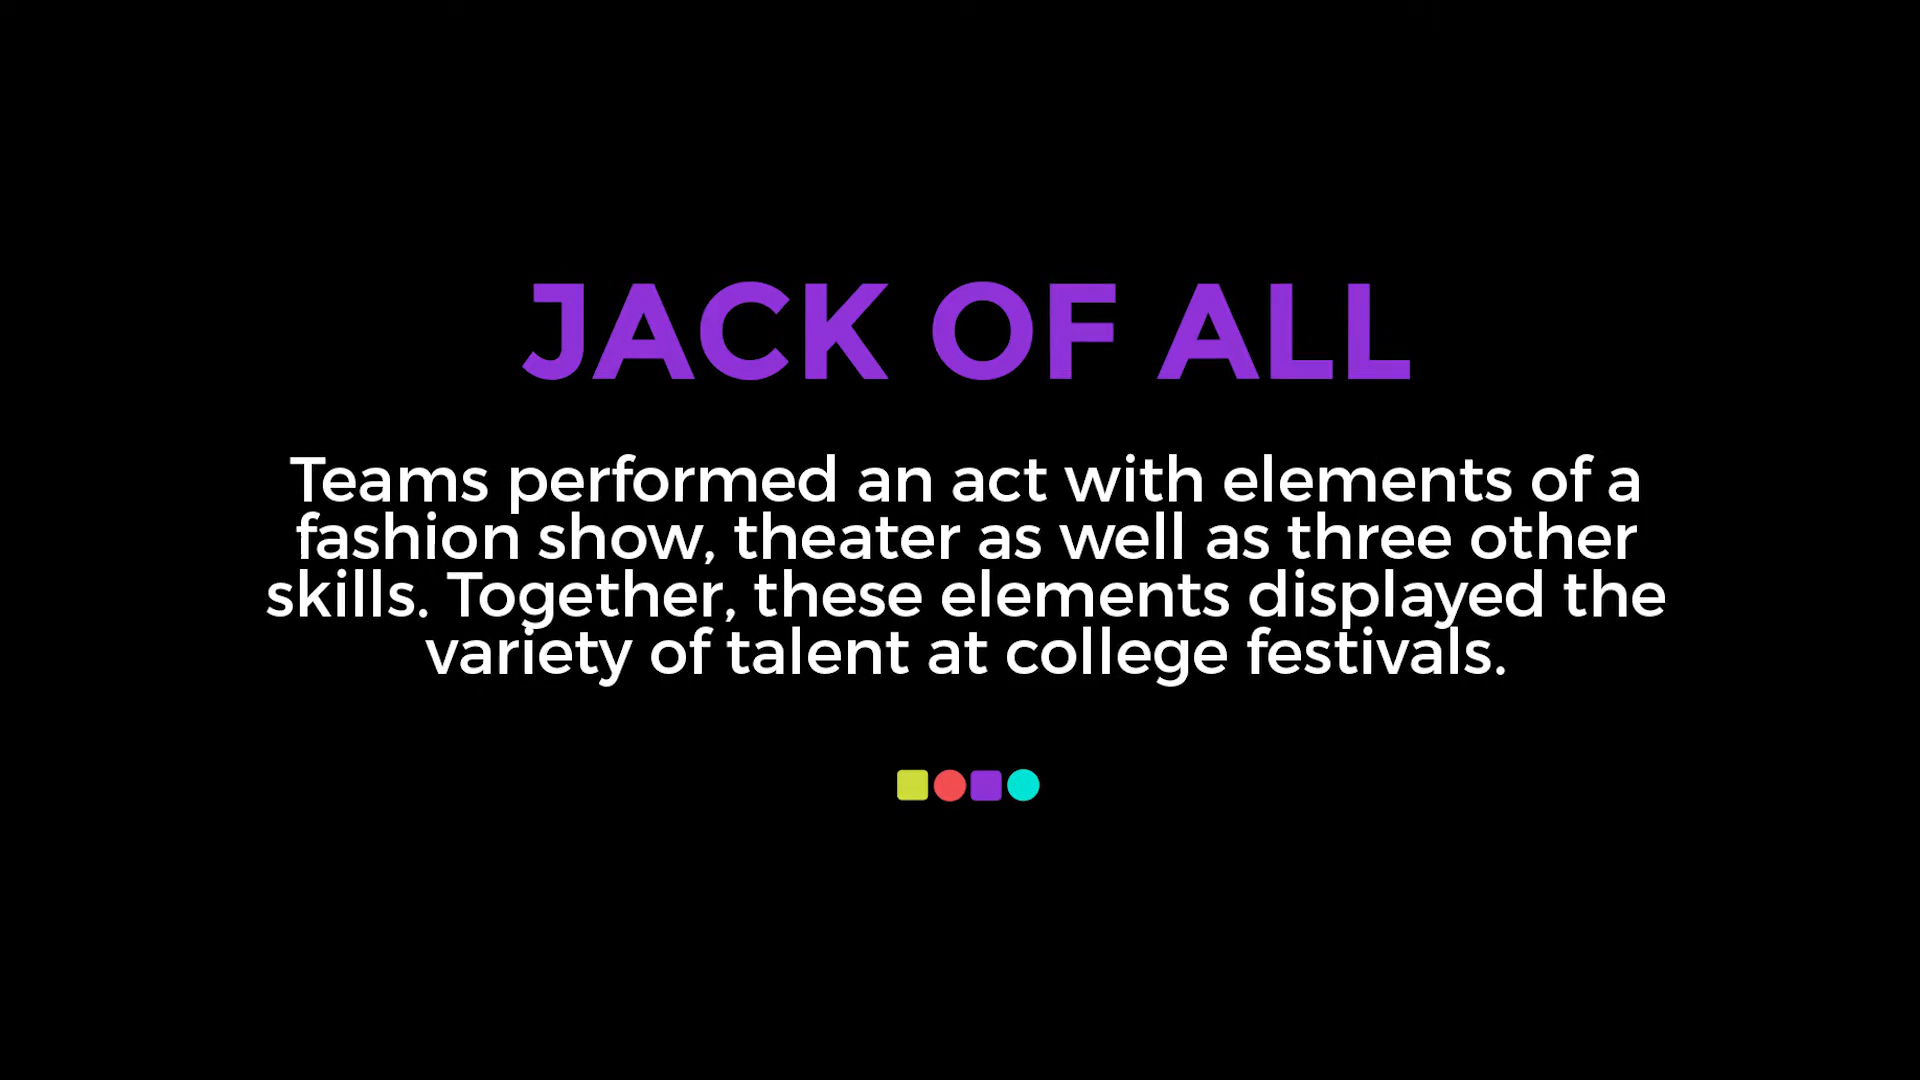 JACK OF ALL
Teams performed an act with elements of a
fashion show, theater as well as three other
skills. Together, these elements displayed the
variety of talent at college festivals.